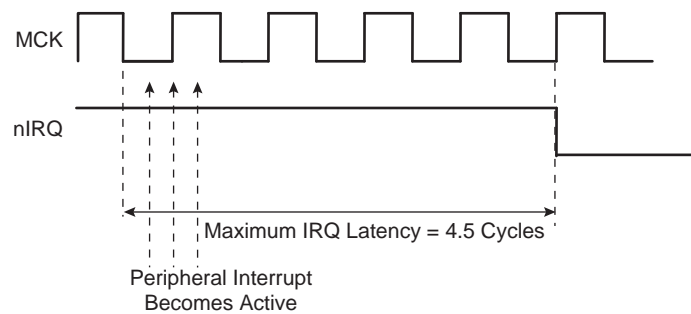 MCK
nIRQ
Maximum IRQ Latency = 4.5 Cycles
Peripheral Interrupt
Becomes Active